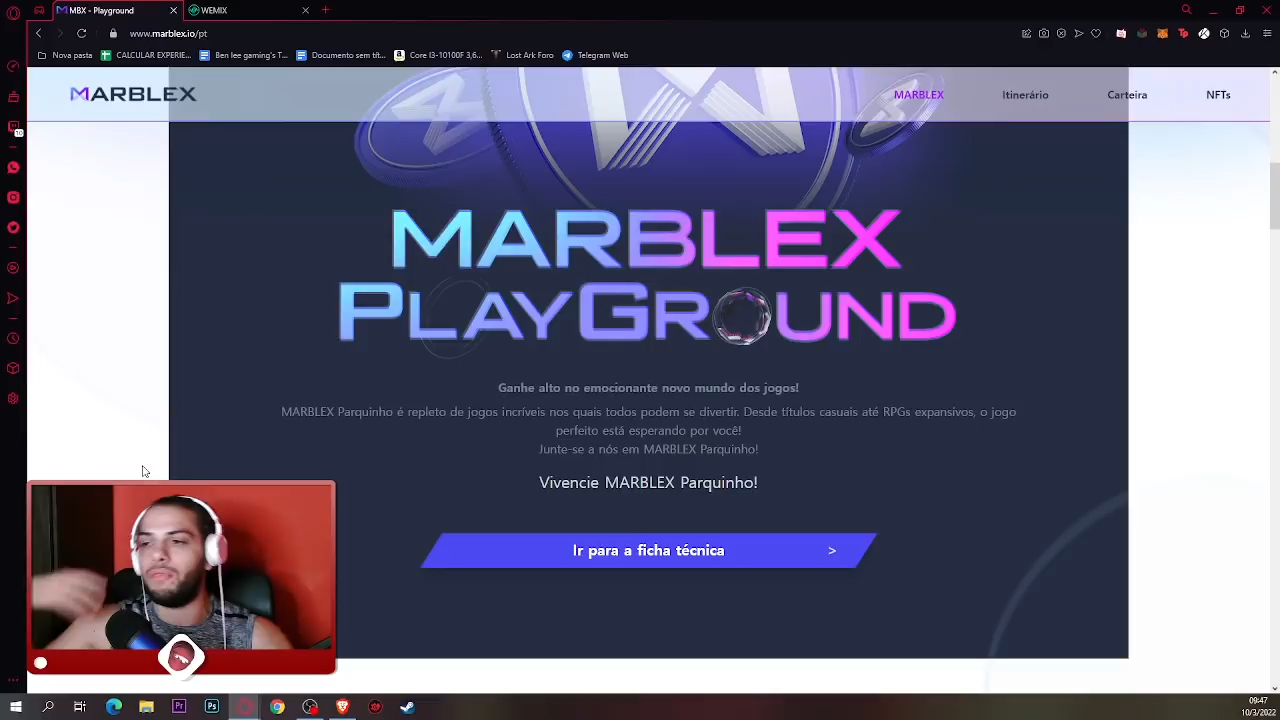 MBX - Playground
WEMIX
www.marblex.io/pt
Nova pasta
CALCULAR EXPERIE...
Ben lee gaming's T...
Documento sem tít...
Core I3-10100F 3,6...
Lost Ark Foro
Telegram Web
MARBLEX
MARBLEX
Itinerário
Carteira
NFTs
MARBLEX
PLAYGROUND
Ganhe alto no emocionante novo mundo dos jogos!
MARBLEX Parquinho é repleto de jogos incríveis nos quais todos podem se divertir. Desde títulos casuais até RPGs expansivos, o jogo
perfeito está esperando por você!
Junte-se a nós em MARBLEX Parquinho!
Vivencie MARBLEX Parquinho!
Ir para a ficha técnica >
10
Pr
Ps
09:47
10/3/2022